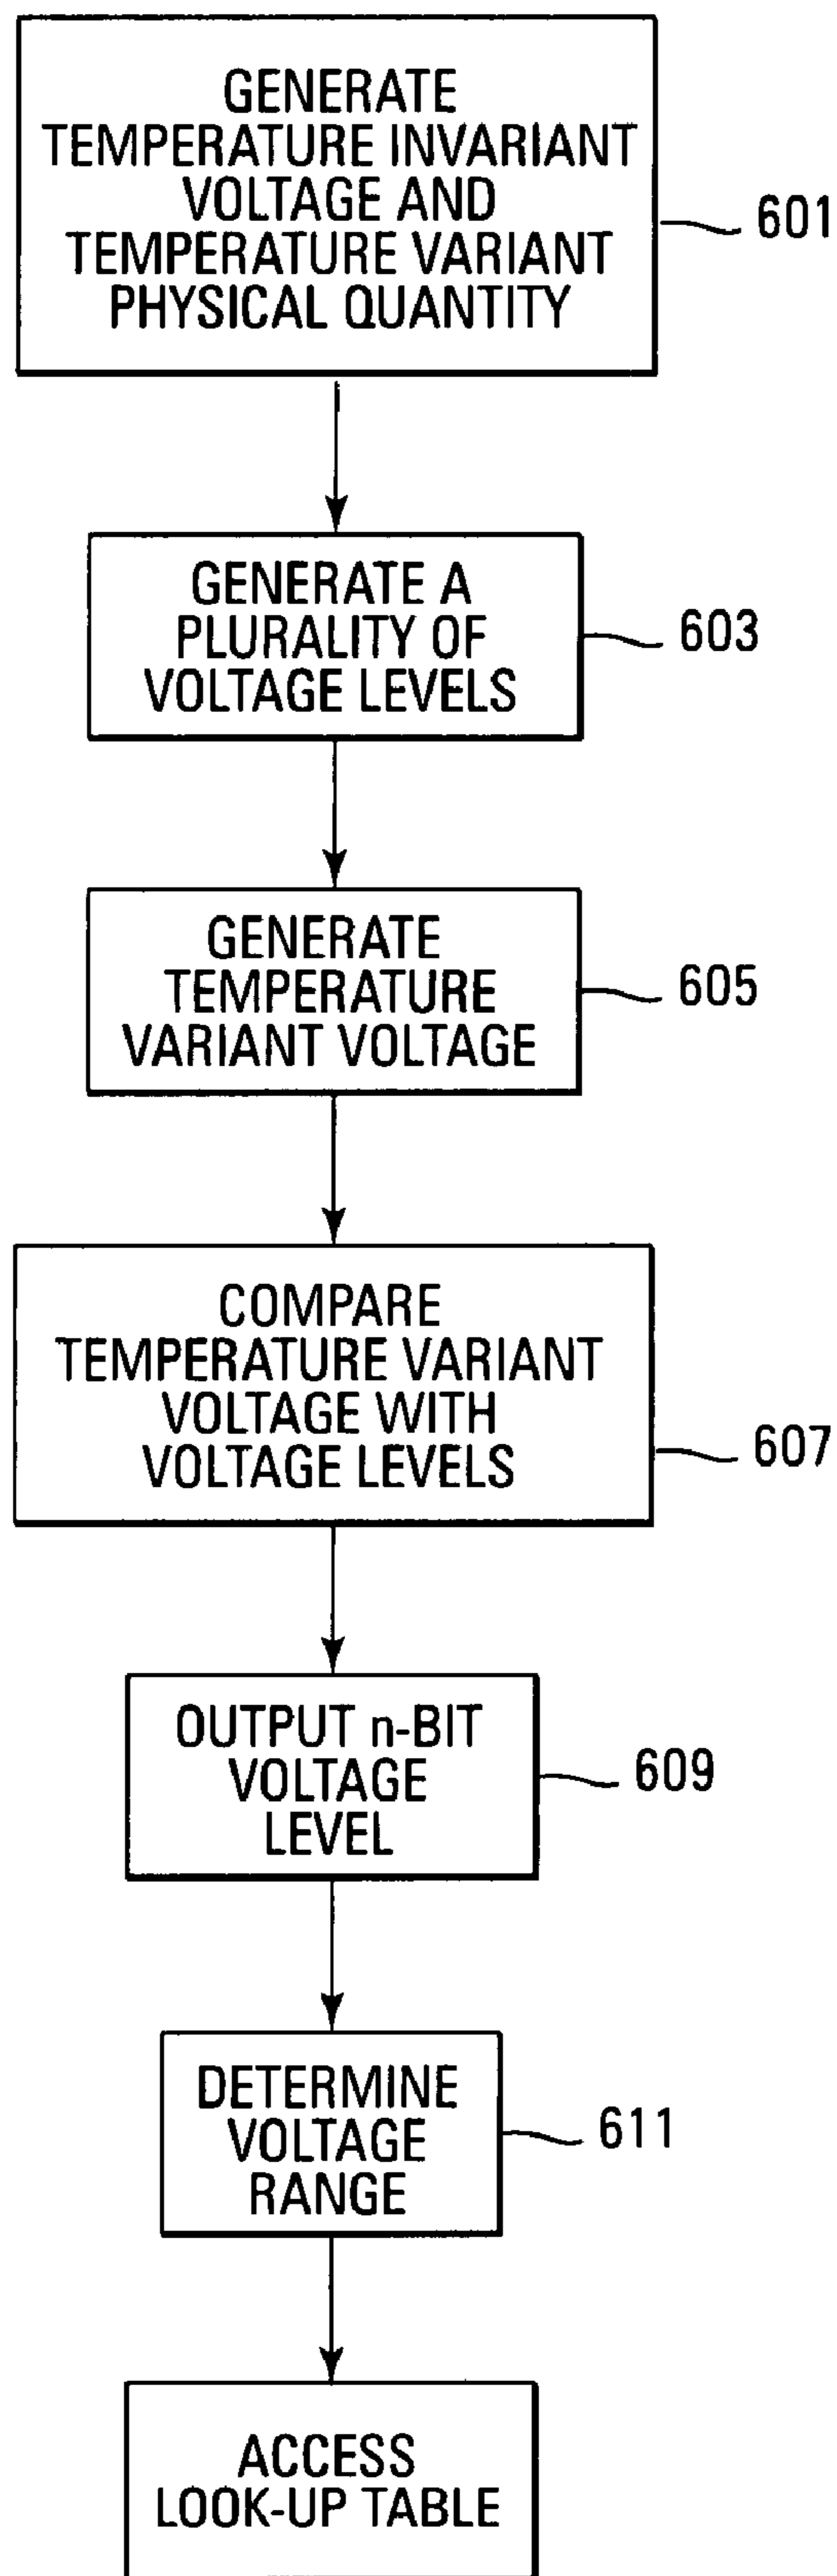 GENERATE
TEMPERATURE INVARIANT
VOLTAGE AND
TEMPERATURE VARIANT
PHYSICAL QUANTITY
601
GENERATE A
PLURALITY OF
VOLTAGE LEVELS
603
GENERATE
TEMPERATURE
VARIANT VOLTAGE
605
COMPARE
TEMPERATURE VARIANT
VOLTAGE WITH
VOLTAGE LEVELS
607
OUTPUT n-BIT
VOLTAGE
LEVEL
609
DETERMINE
VOLTAGE
RANGE
611
ACCESS
LOOK-UP TABLE